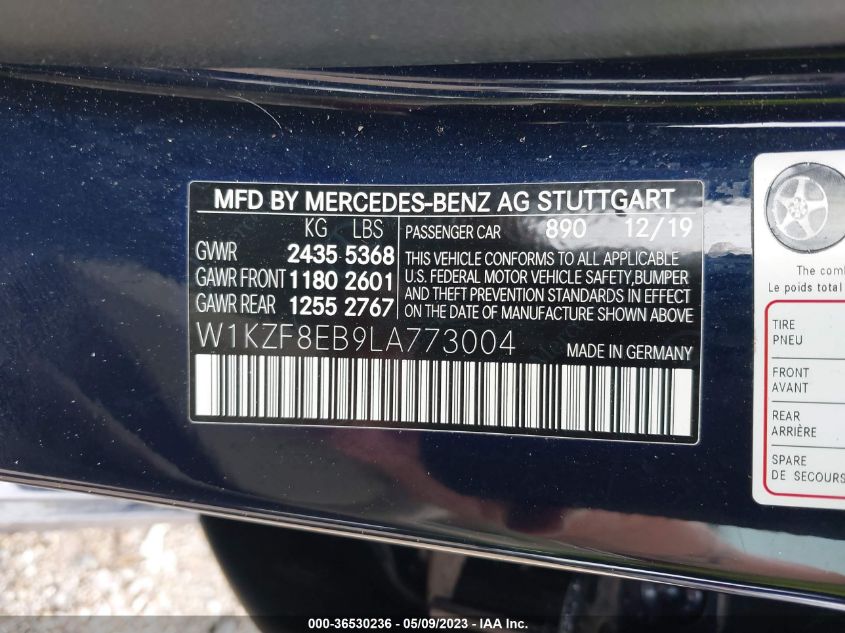 MFD BY MERCEDES-BENZ AG STUTTGART
KG LBS
GVWR 2435 5368
GAWR FRONT 1180 2601
GAWR REAR 1255 2767
PASSENGER CAR 890 12/19
THIS VEHICLE CONFORMS TO ALL APPLICABLE
U.S. FEDERAL MOTOR VEHICLE SAFETY,BUMPER
AND THEFT PREVENTION STANDARDS IN EFFECT
ON THE DATE OF MANUFACTURE SHOWN ABOVE
W1KZF8EB9LA773004
MADE IN GERMANY
The
Le poids total
TIRE
PNEU
FRONT
AVANT
REAR
ARRIÈRE
SPARE
DE SECOURS
000-36530236 - 05/09/2023 - IAA Inc.